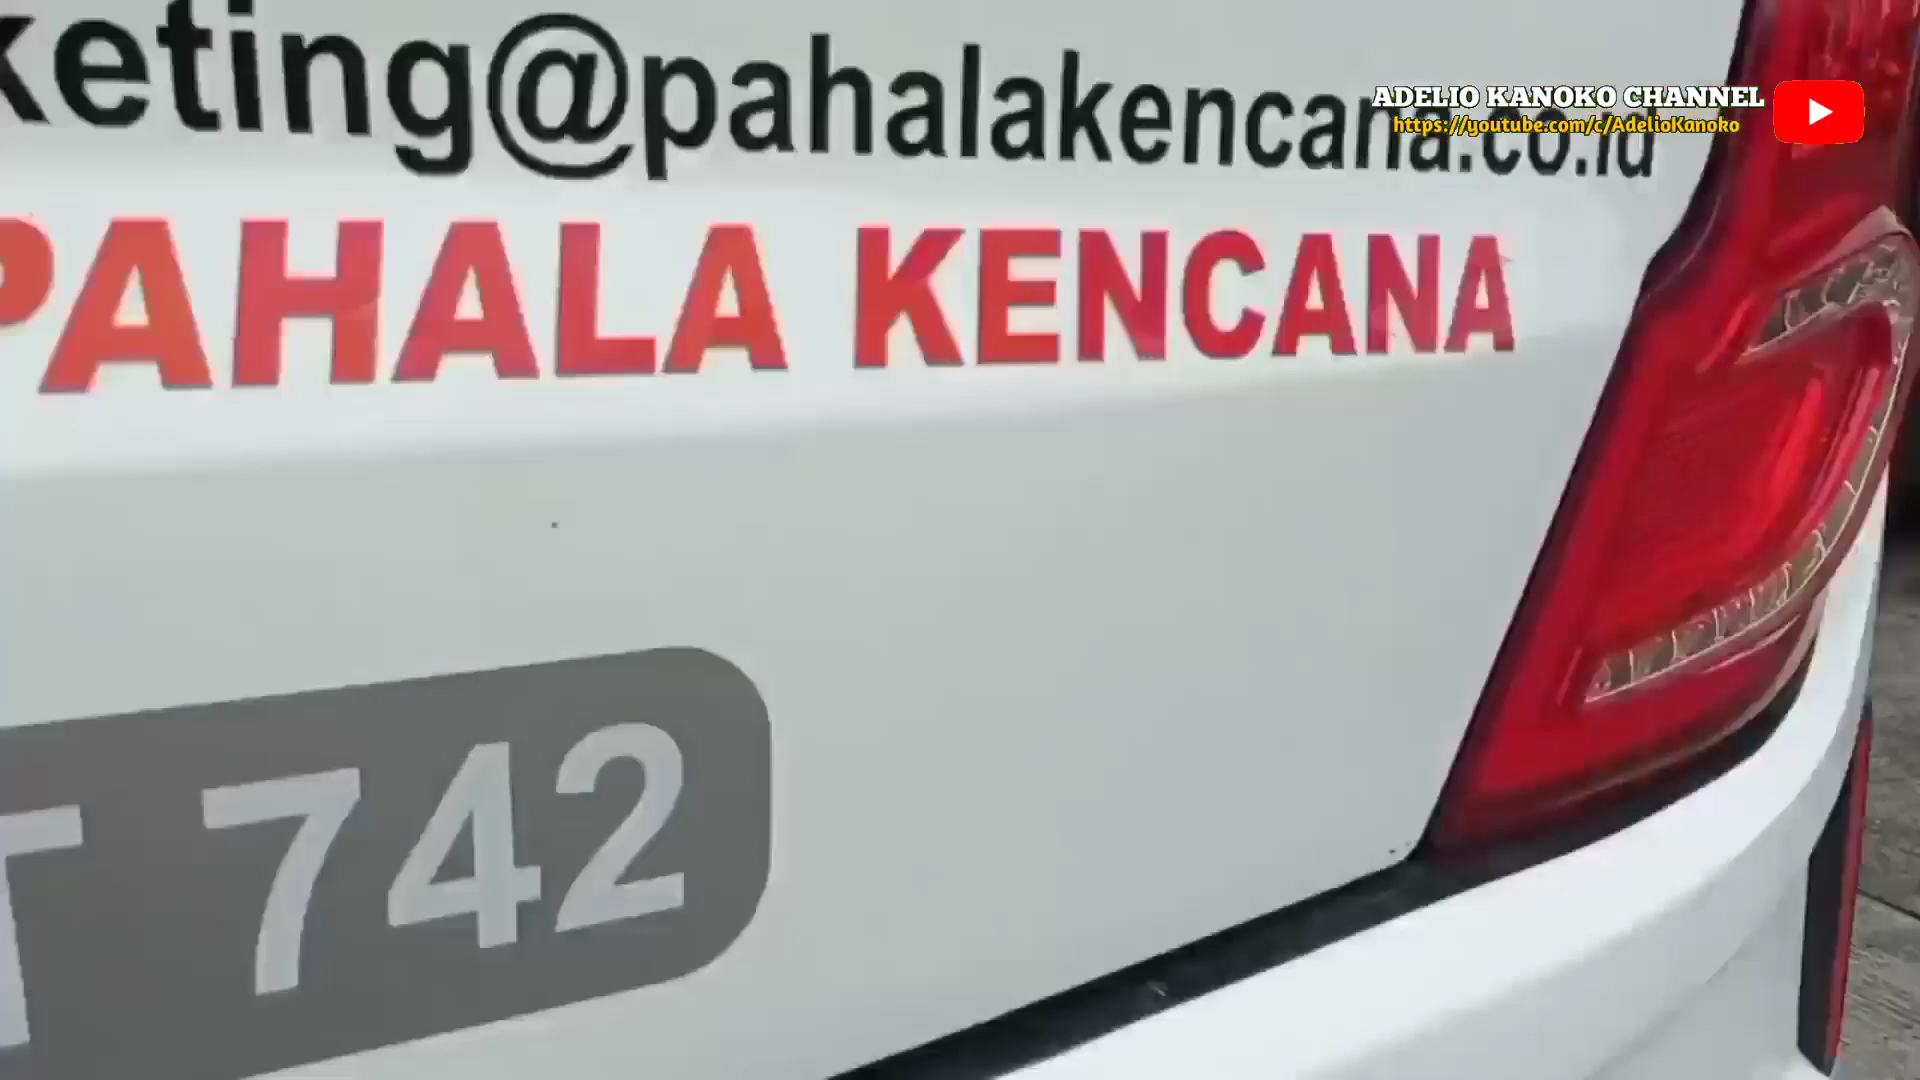 keting@pahalakencana.co.id
ADELIO KANOKO CHANNEL
https://youtube.com/c/AdelioKanoko
PAHALA KENCANA
T 742